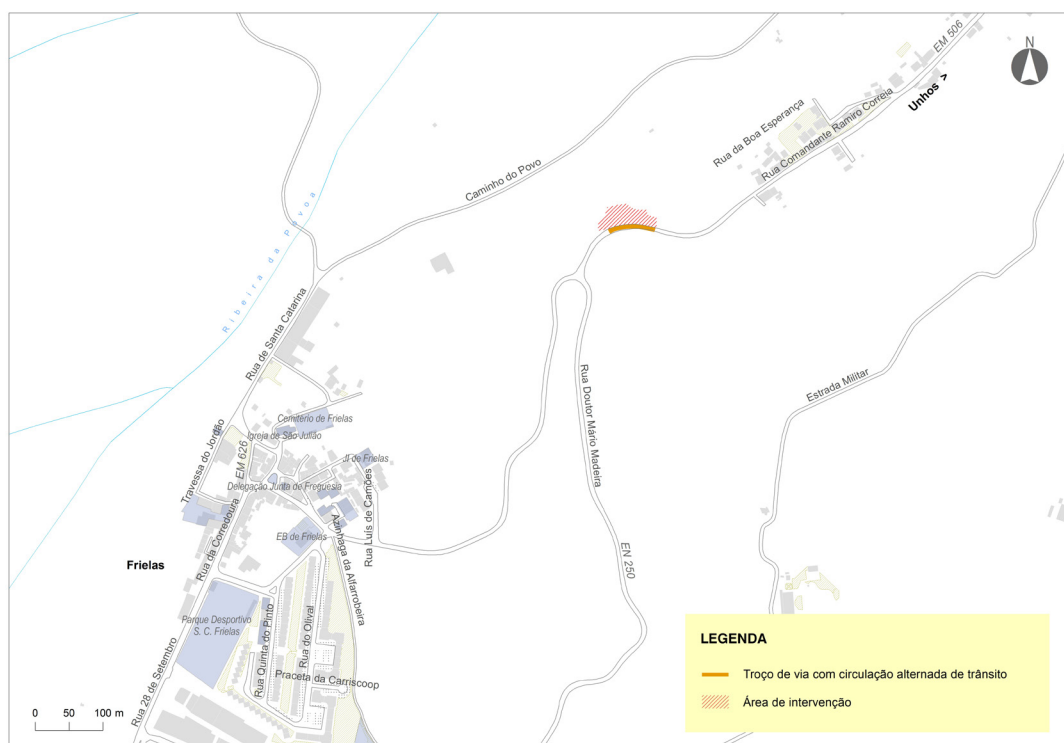 EM 506
N
Unhos >
Rua da Boa Esperança
Rua Comandante Ramiro Correia
Caminho do Povo
Ribeira da Póvoa
Rua de Santa Catarina
Estrada Militar
Rua Doutor Mário Madeira
Cemitério de Frielas
Igreja de São Julião
Travessa do Jordão
EM 626
JI de Frielas
Delegação Junta de Freguesia
Rua Luís de Camões
Rua da Corredoura
EB de Frielas
Azinhaga da Alfarrobeira
EN 250
Frielas
Parque Desportivo
S. C. Frielas
Rua Quinta do Pinto
Rua do Olival
Praceta da Carriscoop
Rua 28 de Setembro
0 50 100 m
LEGENDA
Troço de via com circulação alternada de trânsito
Área de intervenção